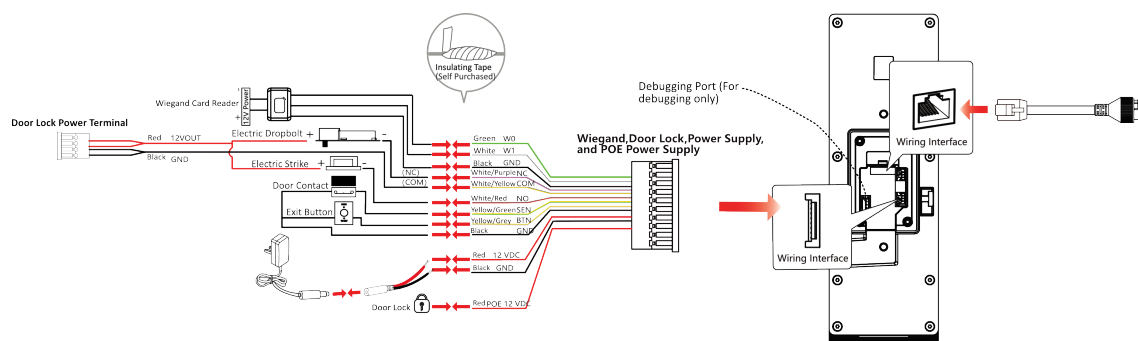 Insulating Tape
(Self Purchased)
Wiegand Card Reader
- 12V Power +
Door Lock Power Terminal
Red 12VOUT
Black GND
Electric Dropbolt + -
Electric Strike + -
(NC)
(COM)
Door Contact
Exit Button
Door Lock
Green W0
White W1
Black GND
White/Purple NC
White/Yellow COM
White/Red NO
Yellow/Green SEN
Yellow/Grey BTN
Black GND
Red 12 VDC
Black GND
Red POE 12 VDC
Wiegand,Door Lock,Power Supply,
and POE Power Supply
Debugging Port (For
debugging only)
Wiring Interface
Wiring Interface